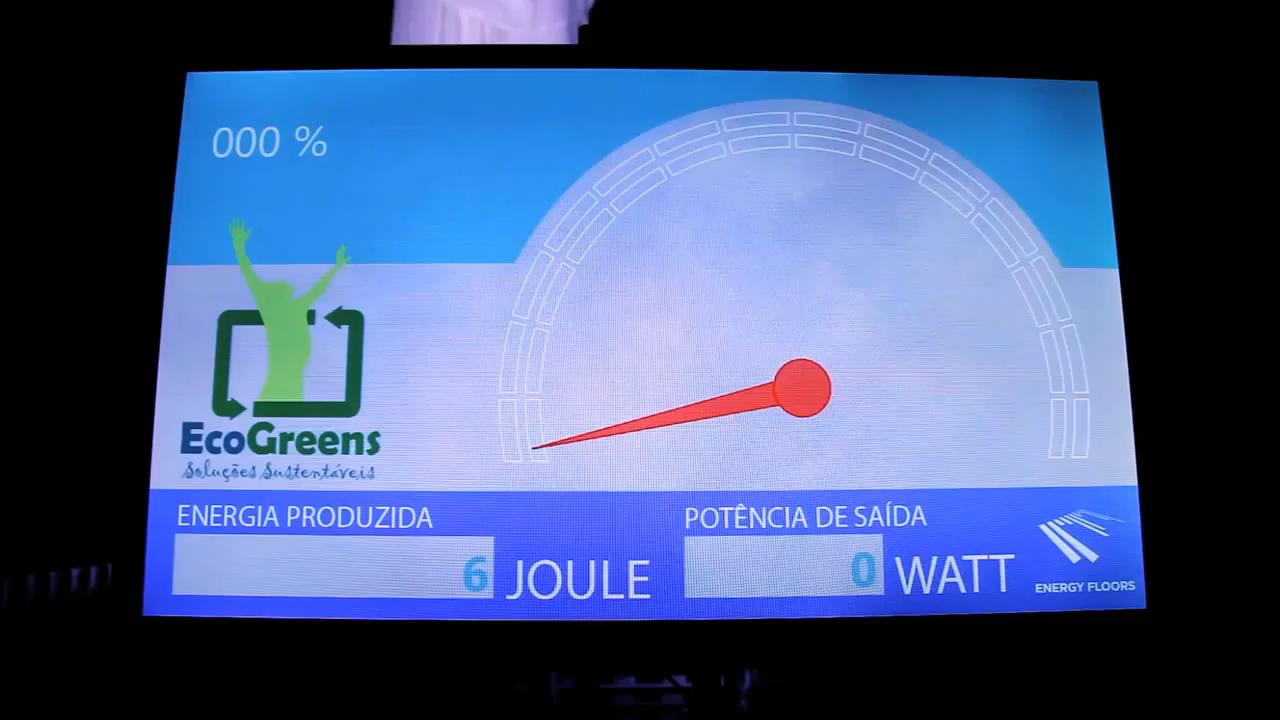 000 %
EcoGreens
Soluções Sustentáveis
ENERGIA PRODUZIDA
6 JOULE
POTÊNCIA DE SAÍDA
0 WATT
ENERGY FLOORS